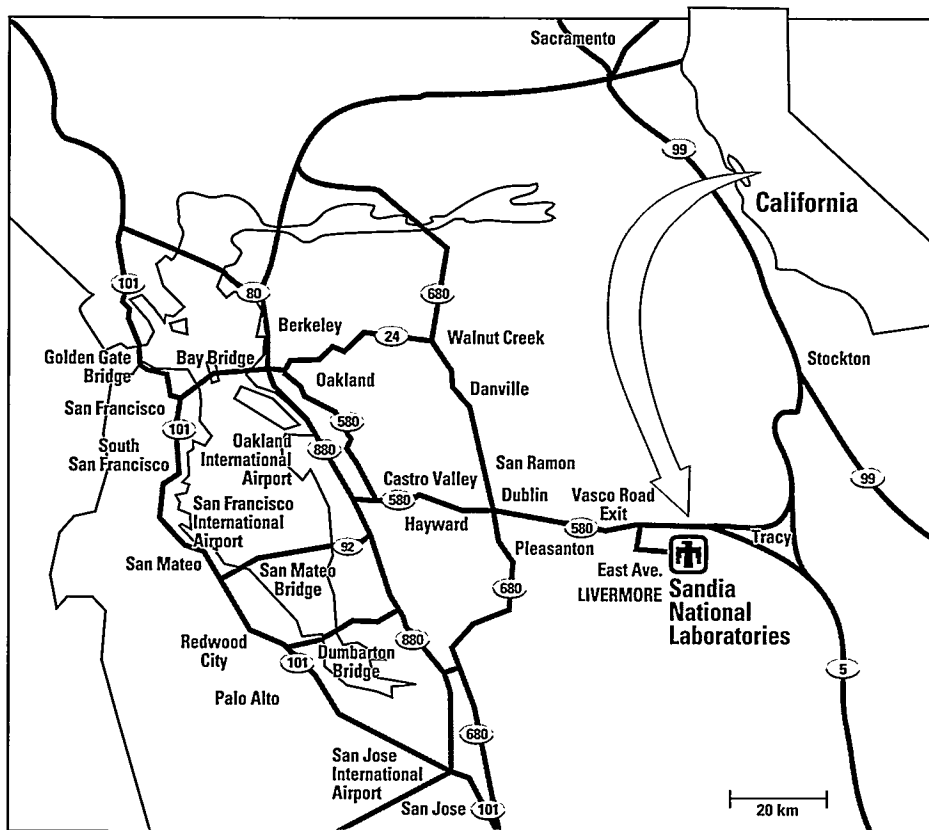 Sacramento
99
California
101
80
680
Berkeley
24
Walnut Creek
Golden Gate
Bridge
Bay Bridge
Stockton
Oakland
Danville
San Francisco
101
580
South
San Francisco
Oakland
International
Airport
880
San Ramon
Castro Valley
Dublin
Vasco Road
Exit
99
San Francisco
International
Airport
580
Hayward
580
Tracy
92
Pleasanton
San Mateo
San Mateo
Bridge
East Ave.
LIVERMORE
Sandia
National
Laboratories
680
Redwood
City
880
Dumbarton
Bridge
101
5
Palo Alto
680
San Jose
International
Airport
San Jose
101
20 km